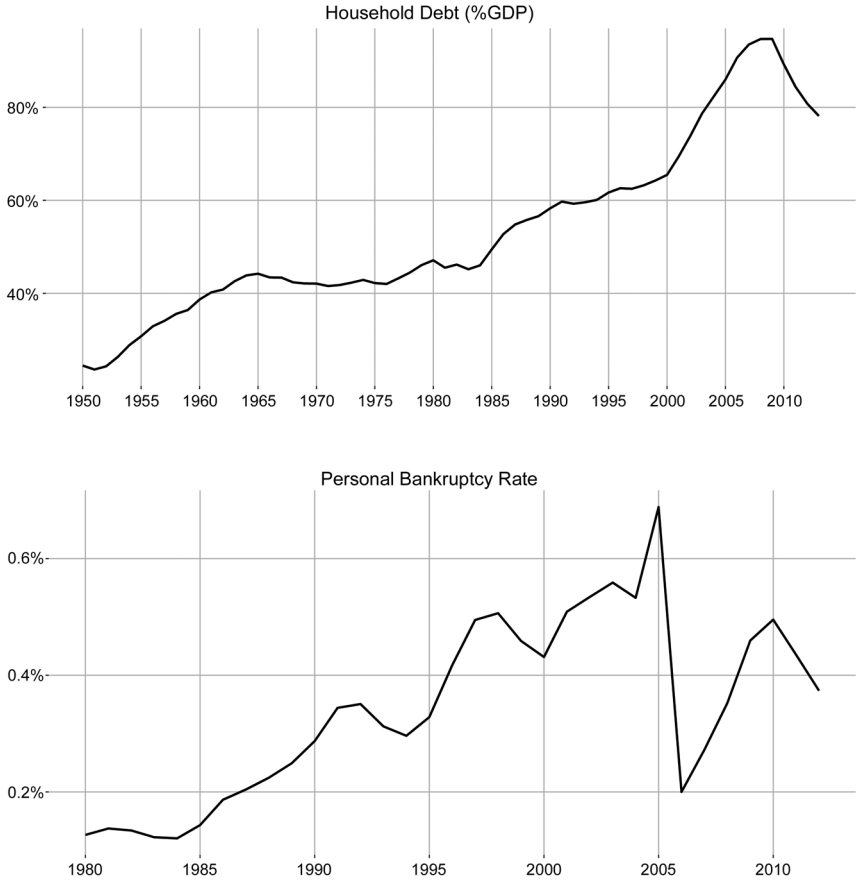 Household Debt (%GDP)
80%
60%
40%
1950 1955 1960 1965 1970 1975 1980 1985 1990 1995 2000 2005 2010
Personal Bankruptcy Rate
0.6%
0.4%
0.2%
1980 1985 1990 1995 2000 2005 2010